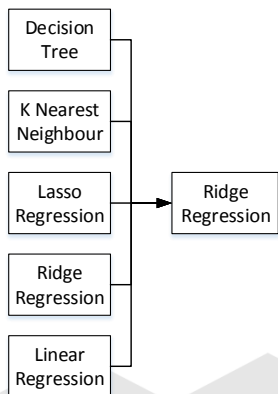 Decision
Tree
K Nearest
Neighbour
Lasso
Regression
Ridge
Regression
Linear
Regression
Ridge
Regression